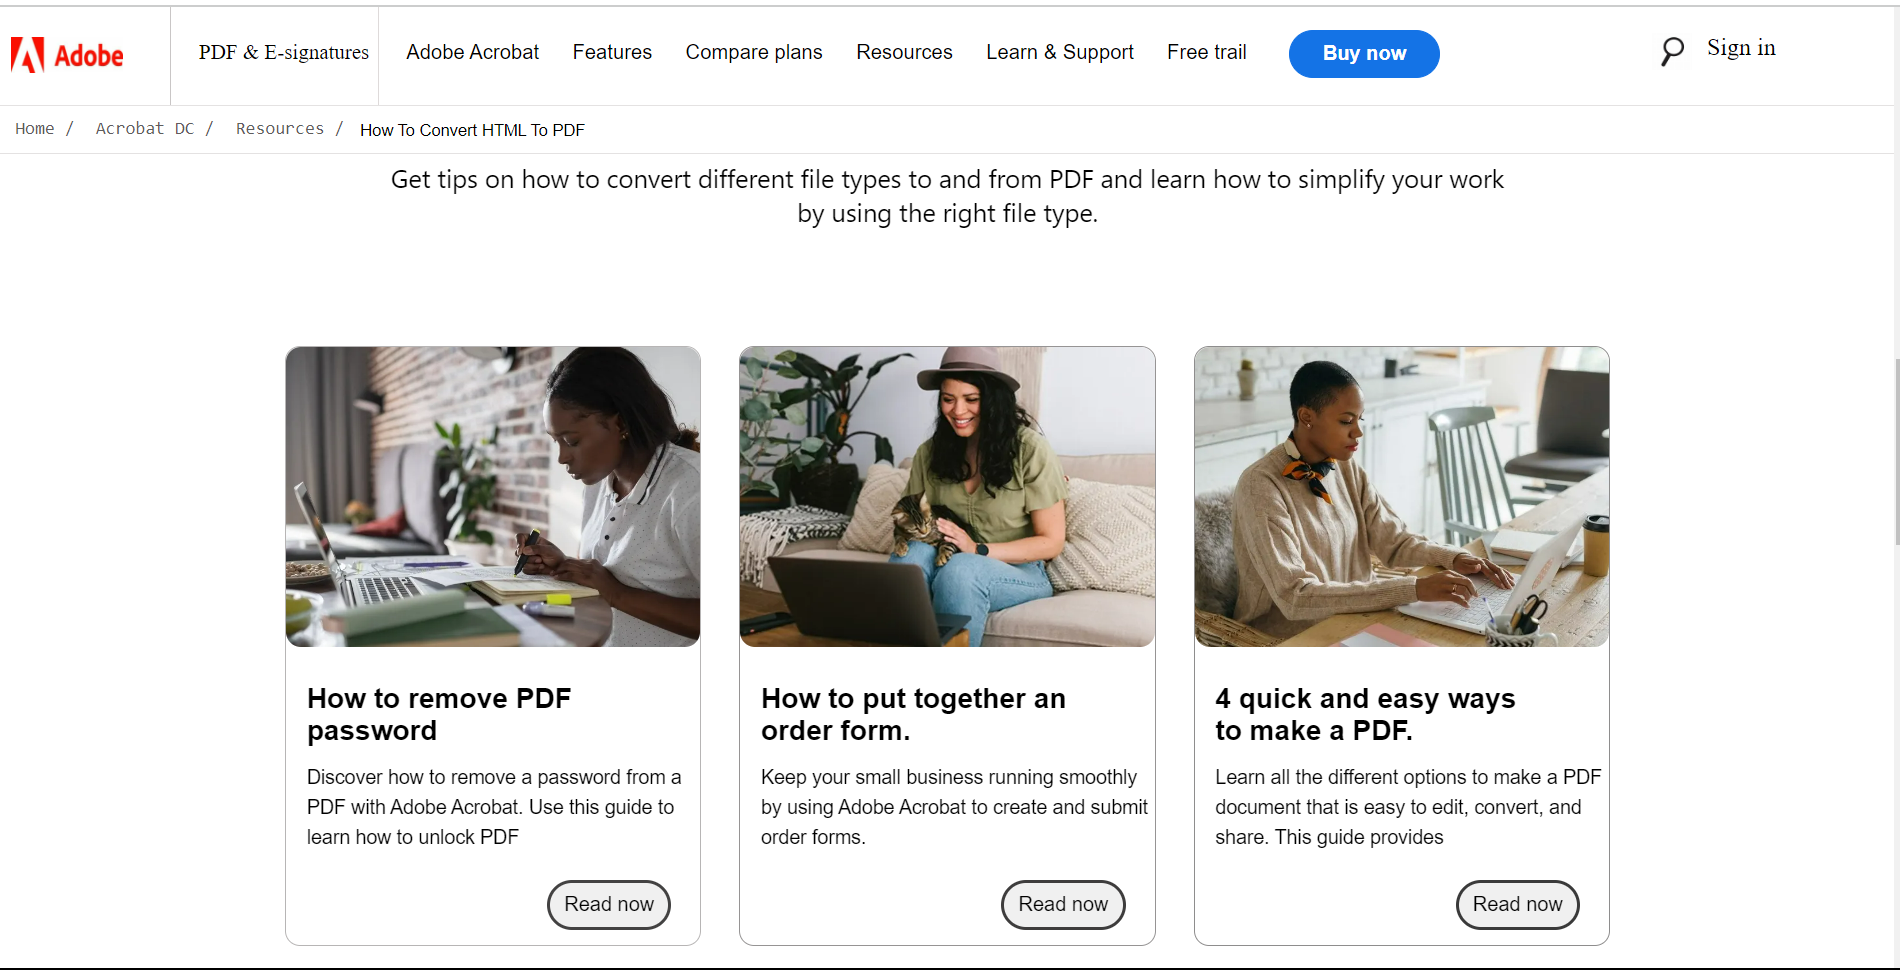 Adobe
PDF & E-signatures
Adobe Acrobat
Features
Compare plans
Resources
Learn & Support
Free trail
Buy now
Sign in
Home / Acrobat DC / Resources / How To Convert HTML To PDF
Get tips on how to convert different file types to and from PDF and learn how to simplify your work
by using the right file type.
How to remove PDF
password
Discover how to remove a password from a
PDF with Adobe Acrobat. Use this guide to
learn how to unlock PDF
Read now
How to put together an
order form.
Keep your small business running smoothly
by using Adobe Acrobat to create and submit
order forms.
Read now
4 quick and easy ways
to make a PDF.
Learn all the different options to make a PDF
document that is easy to edit, convert, and
share. This guide provides
Read now